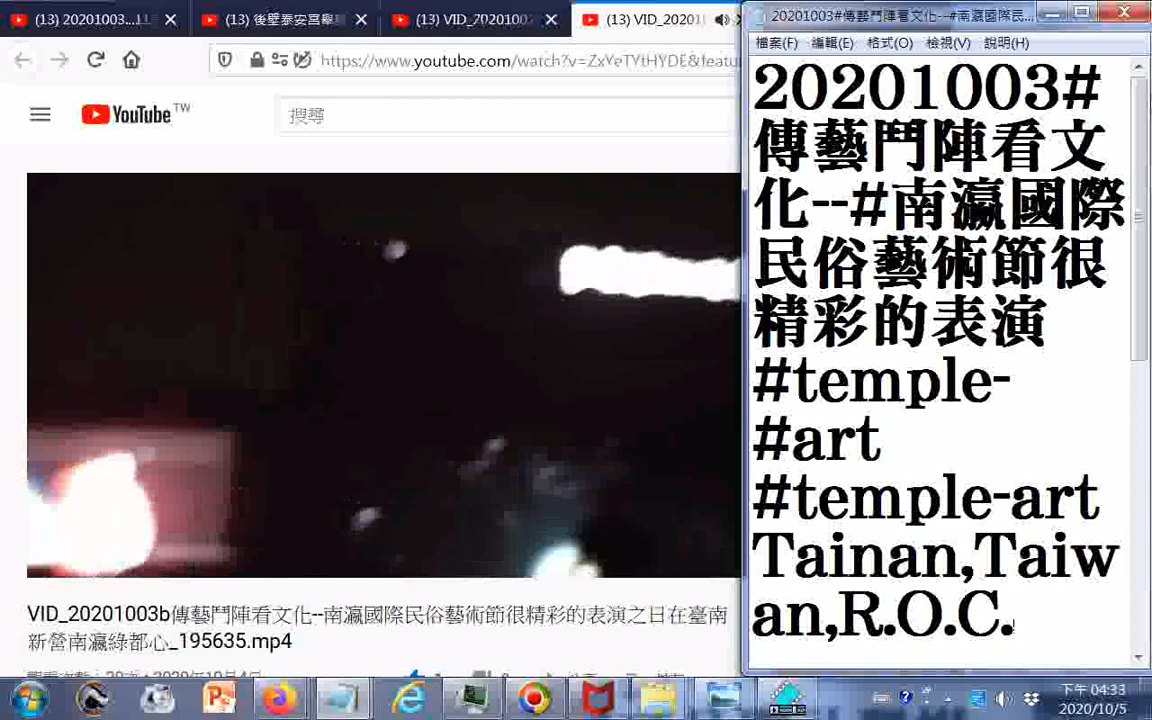 (13) 20201003...
(13) 後壁泰安宮
(13) VID_2020100
(13) VID_20201
20201003#傳藝鬥陣看文化--#南瀛國際民...
https://www.youtube.com/watch?v=ZxYeTYtHYDE&featu
YouTube TW
搜尋
檔案(F) 編輯(E) 格式(O) 檢視(V) 說明(H)
20201003#
傳藝鬥陣看文
化--#南瀛國際
民俗藝術節很
精彩的表演
#temple-
#art
#temple-art
Tainan,Taiw
an,R.O.C.
VID_20201003b傳藝鬥陣看文化--南瀛國際民俗藝術節很精彩的表演之日在臺南
新營南瀛綠都心_195635.mp4
下午 04:33
2020/10/5